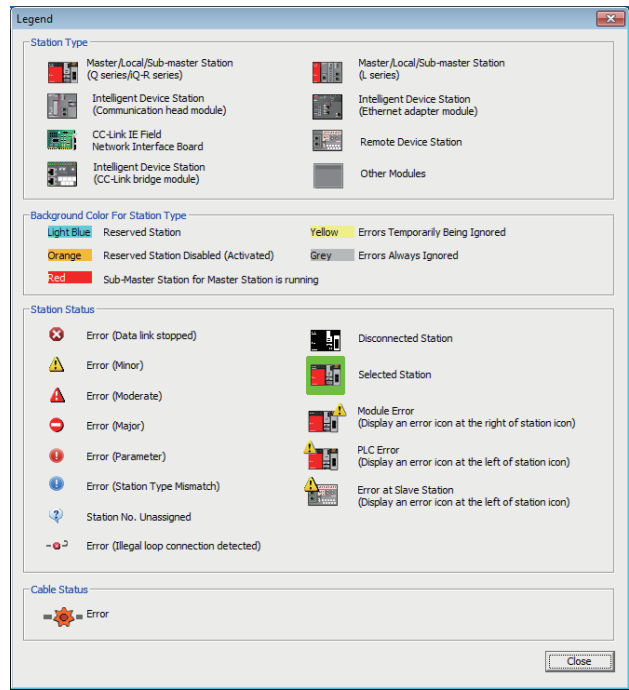 Legend
Station Type
Master/Local/Sub-master Station
(Q series/iQ-R series)
Master/Local/Sub-master Station
(L series)
Intelligent Device Station
(Communication head module)
Intelligent Device Station
(Ethernet adapter module)
CC-Link IE Field
Network Interface Board
Remote Device Station
Intelligent Device Station
(CC-Link bridge module)
Other Modules
Background Color For Station Type
Light Blue Reserved Station
Yellow Errors Temporarily Being Ignored
Orange Reserved Station Disabled (Activated)
Grey Errors Always Ignored
Red Sub-Master Station for Master Station is running
Station Status
Error (Data link stopped)
Disconnected Station
Error (Minor)
Selected Station
Error (Moderate)
Module Error
(Display an error icon at the right of station icon)
Error (Major)
PLC Error
(Display an error icon at the left of station icon)
Error (Parameter)
Error (Station Type Mismatch)
Error at Slave Station
(Display an error icon at the left of station icon)
Station No. Unassigned
Error (Illegal loop connection detected)
Cable Status
Error
Close